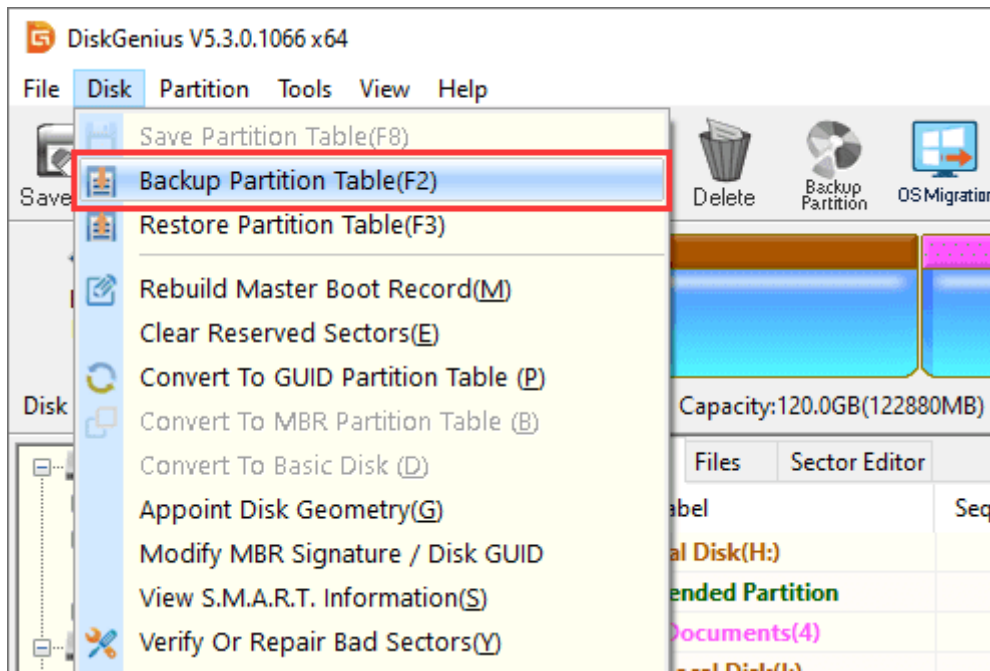 DiskGenius V5.3.0.1066 x64
File Disk Partition Tools View Help
Save Partition Table(F8)
Backup Partition Table(F2)
Restore Partition Table(F3)
Rebuild Master Boot Record(M)
Clear Reserved Sectors(E)
Convert To GUID Partition Table (P)
Convert To MBR Partition Table (B)
Convert To Basic Disk (D)
Appoint Disk Geometry(G)
Modify MBR Signature / Disk GUID
View S.M.A.R.T. Information(S)
Verify Or Repair Bad Sectors(Y)
Save
Delete
Backup
Partition
OS Migration
Disk
Capacity:120.0GB(122880MB)
Files Sector Editor
abel Seq
al Disk(H:)
ended Partition
Documents(4)
ocal Disk(I:)